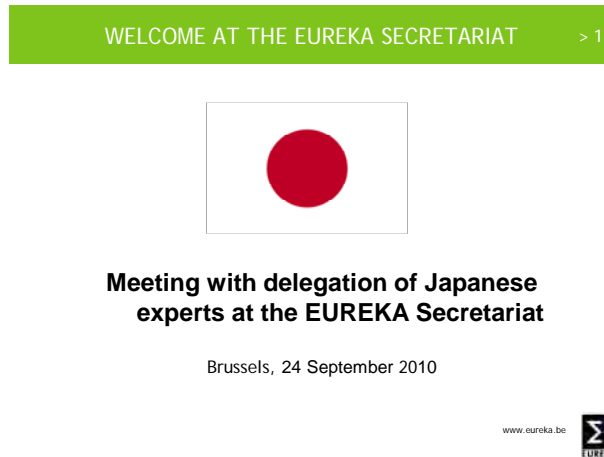 WELCOME AT THE EUREKA SECRETARIAT > 1
Meeting with delegation of Japanese
experts at the EUREKA Secretariat
Brussels, 24 September 2010
www.eureka.be
Σ
EURE